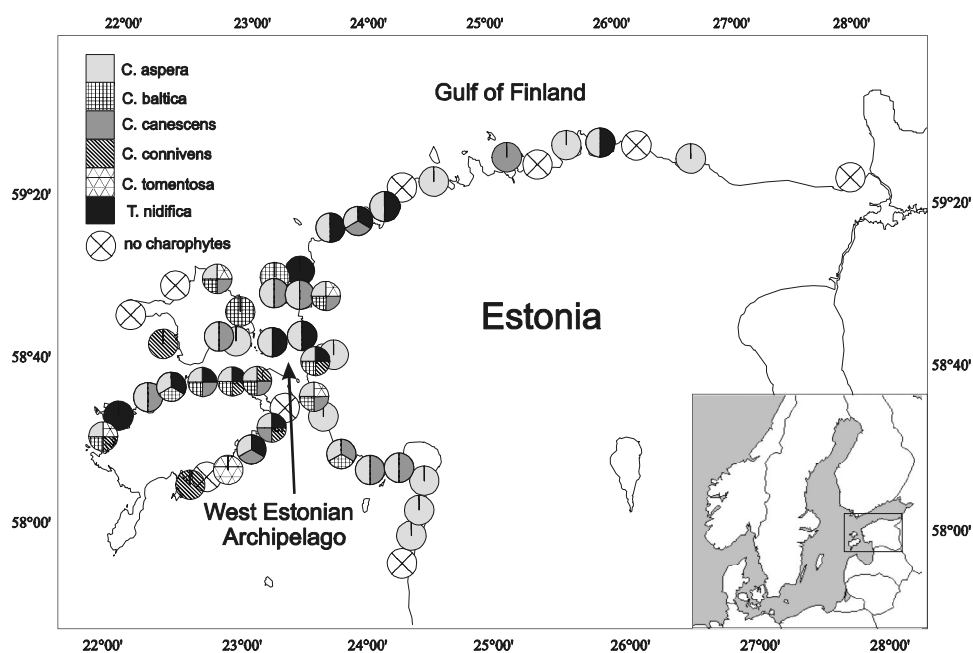 22°00' 23°00' 24°00' 25°00' 26°00' 27°00' 28°00'
C. aspera
C. baltica
C. canescens
C. connivens
C. tomentosa
T. nidifica
no charophytes
Gulf of Finland
59°20'
59°20'
Estonia
58°40'
58°40'
West Estonian
Archipelago
58°00'
58°00'
22°00' 23°00' 24°00' 25°00' 26°00' 27°00' 28°00'